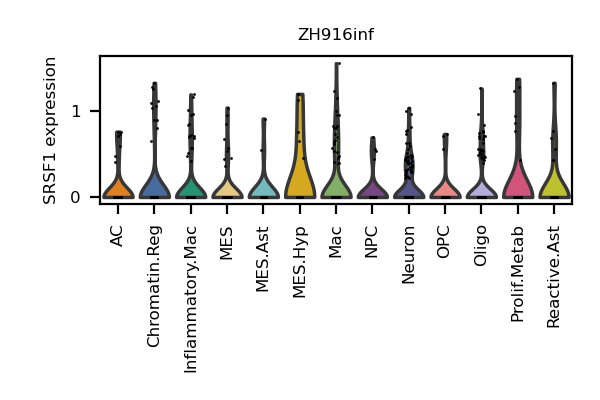 ZH916inf
SRSF1 expression
1
0
AC
Chromatin.Reg
Inflammatory.Mac
MES
MES.Ast
MES.Hyp
Mac
NPC
Neuron
OPC
Oligo
Prolif.Metab
Reactive.Ast